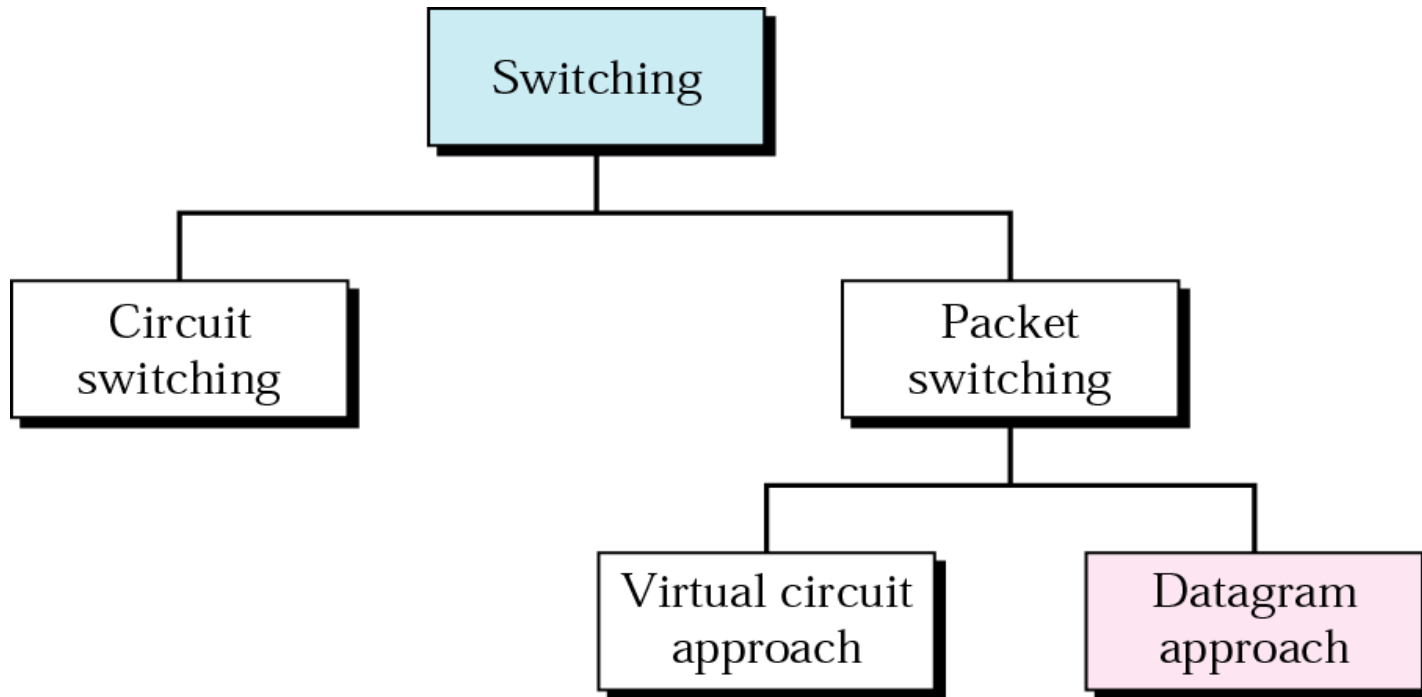 Switching
Circuit
switching
Packet
switching
Virtual circuit
approach
Datagram
approach